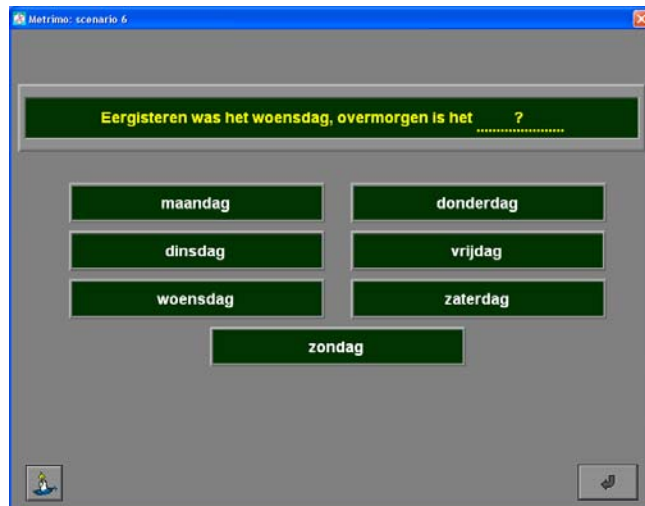 Metrimo: scenario 6
Eergisteren was het woensdag, overmorgen is het ?
maandag
donderdag
dinsdag
vrijdag
woensdag
zaterdag
zondag